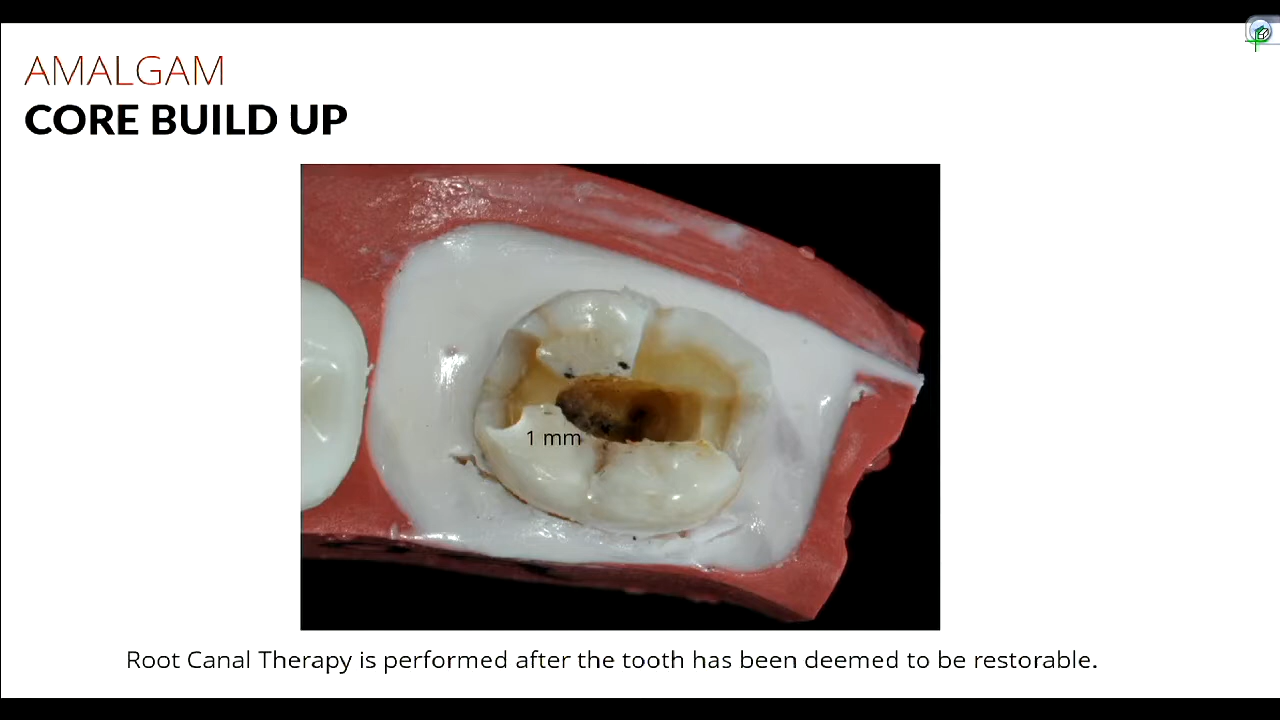 AMALGAM
CORE BUILD UP
1 mm
Root Canal Therapy is performed after the tooth has been deemed to be restorable.